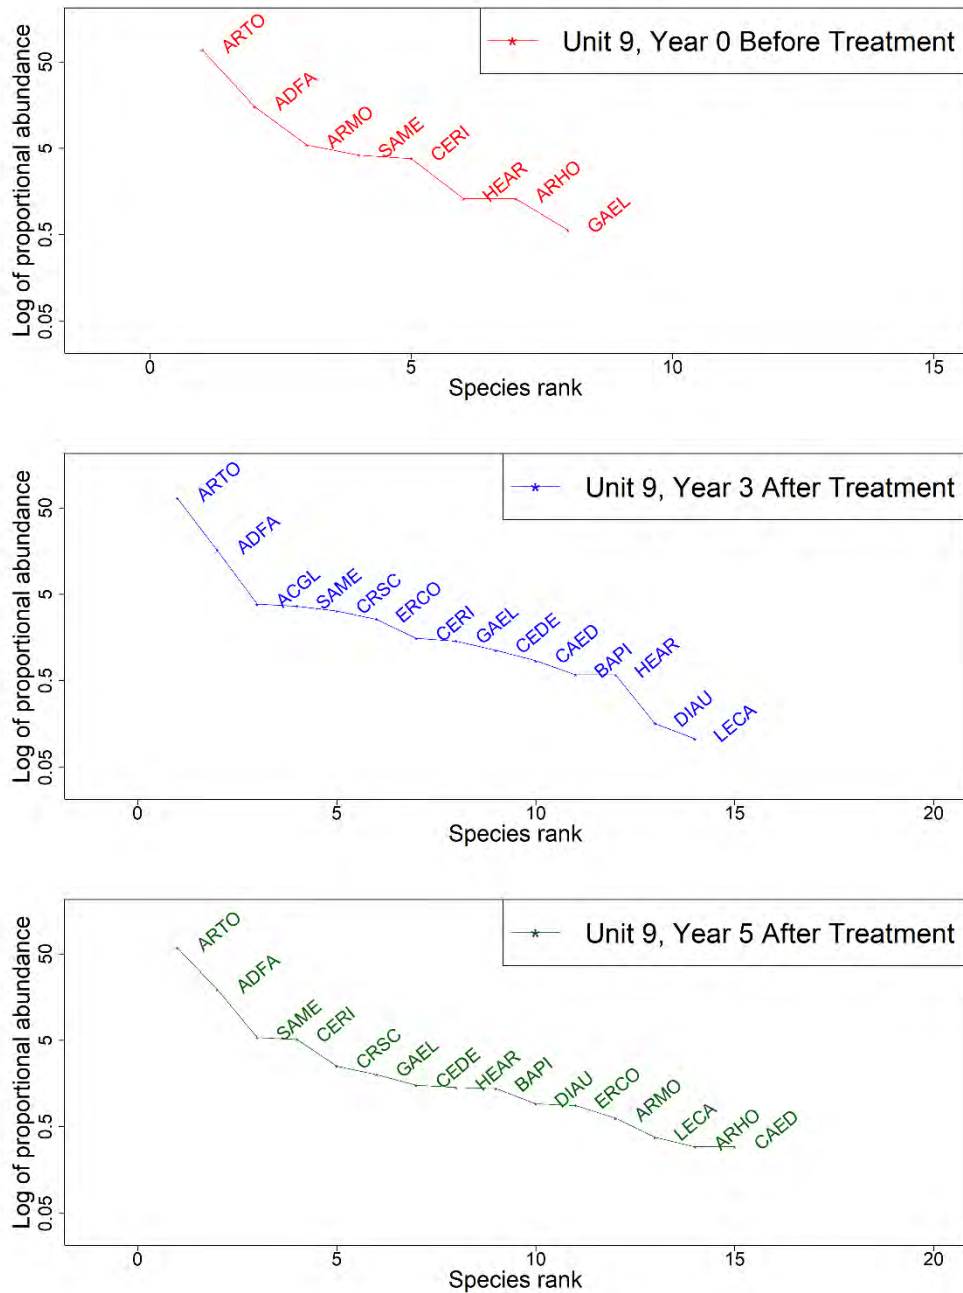 Unit 9, Year 0 Before Treatment
Log of proportional abundance
50
5
0.5
0.05
ARTO
ADFA
ARMO
SAME
CERI
HEAR
ARHO
GAEL
0
5
10
15
Species rank
Unit 9, Year 3 After Treatment
Log of proportional abundance
50
5
0.5
0.05
ARTO
ADFA
ACGL
SAME
CRSC
ERCO
CERI
GAEL
CEDE
CAED
BAPI
HEAR
DIAU
LECA
0
5
10
15
20
Species rank
Unit 9, Year 5 After Treatment
Log of proportional abundance
50
5
0.5
0.05
ARTO
ADFA
SAME
CERI
CRSC
GAEL
CEDE
HEAR
BAPI
DIAU
ERCO
ARMO
LECA
ARHO
CAED
0
5
10
15
20
Species rank